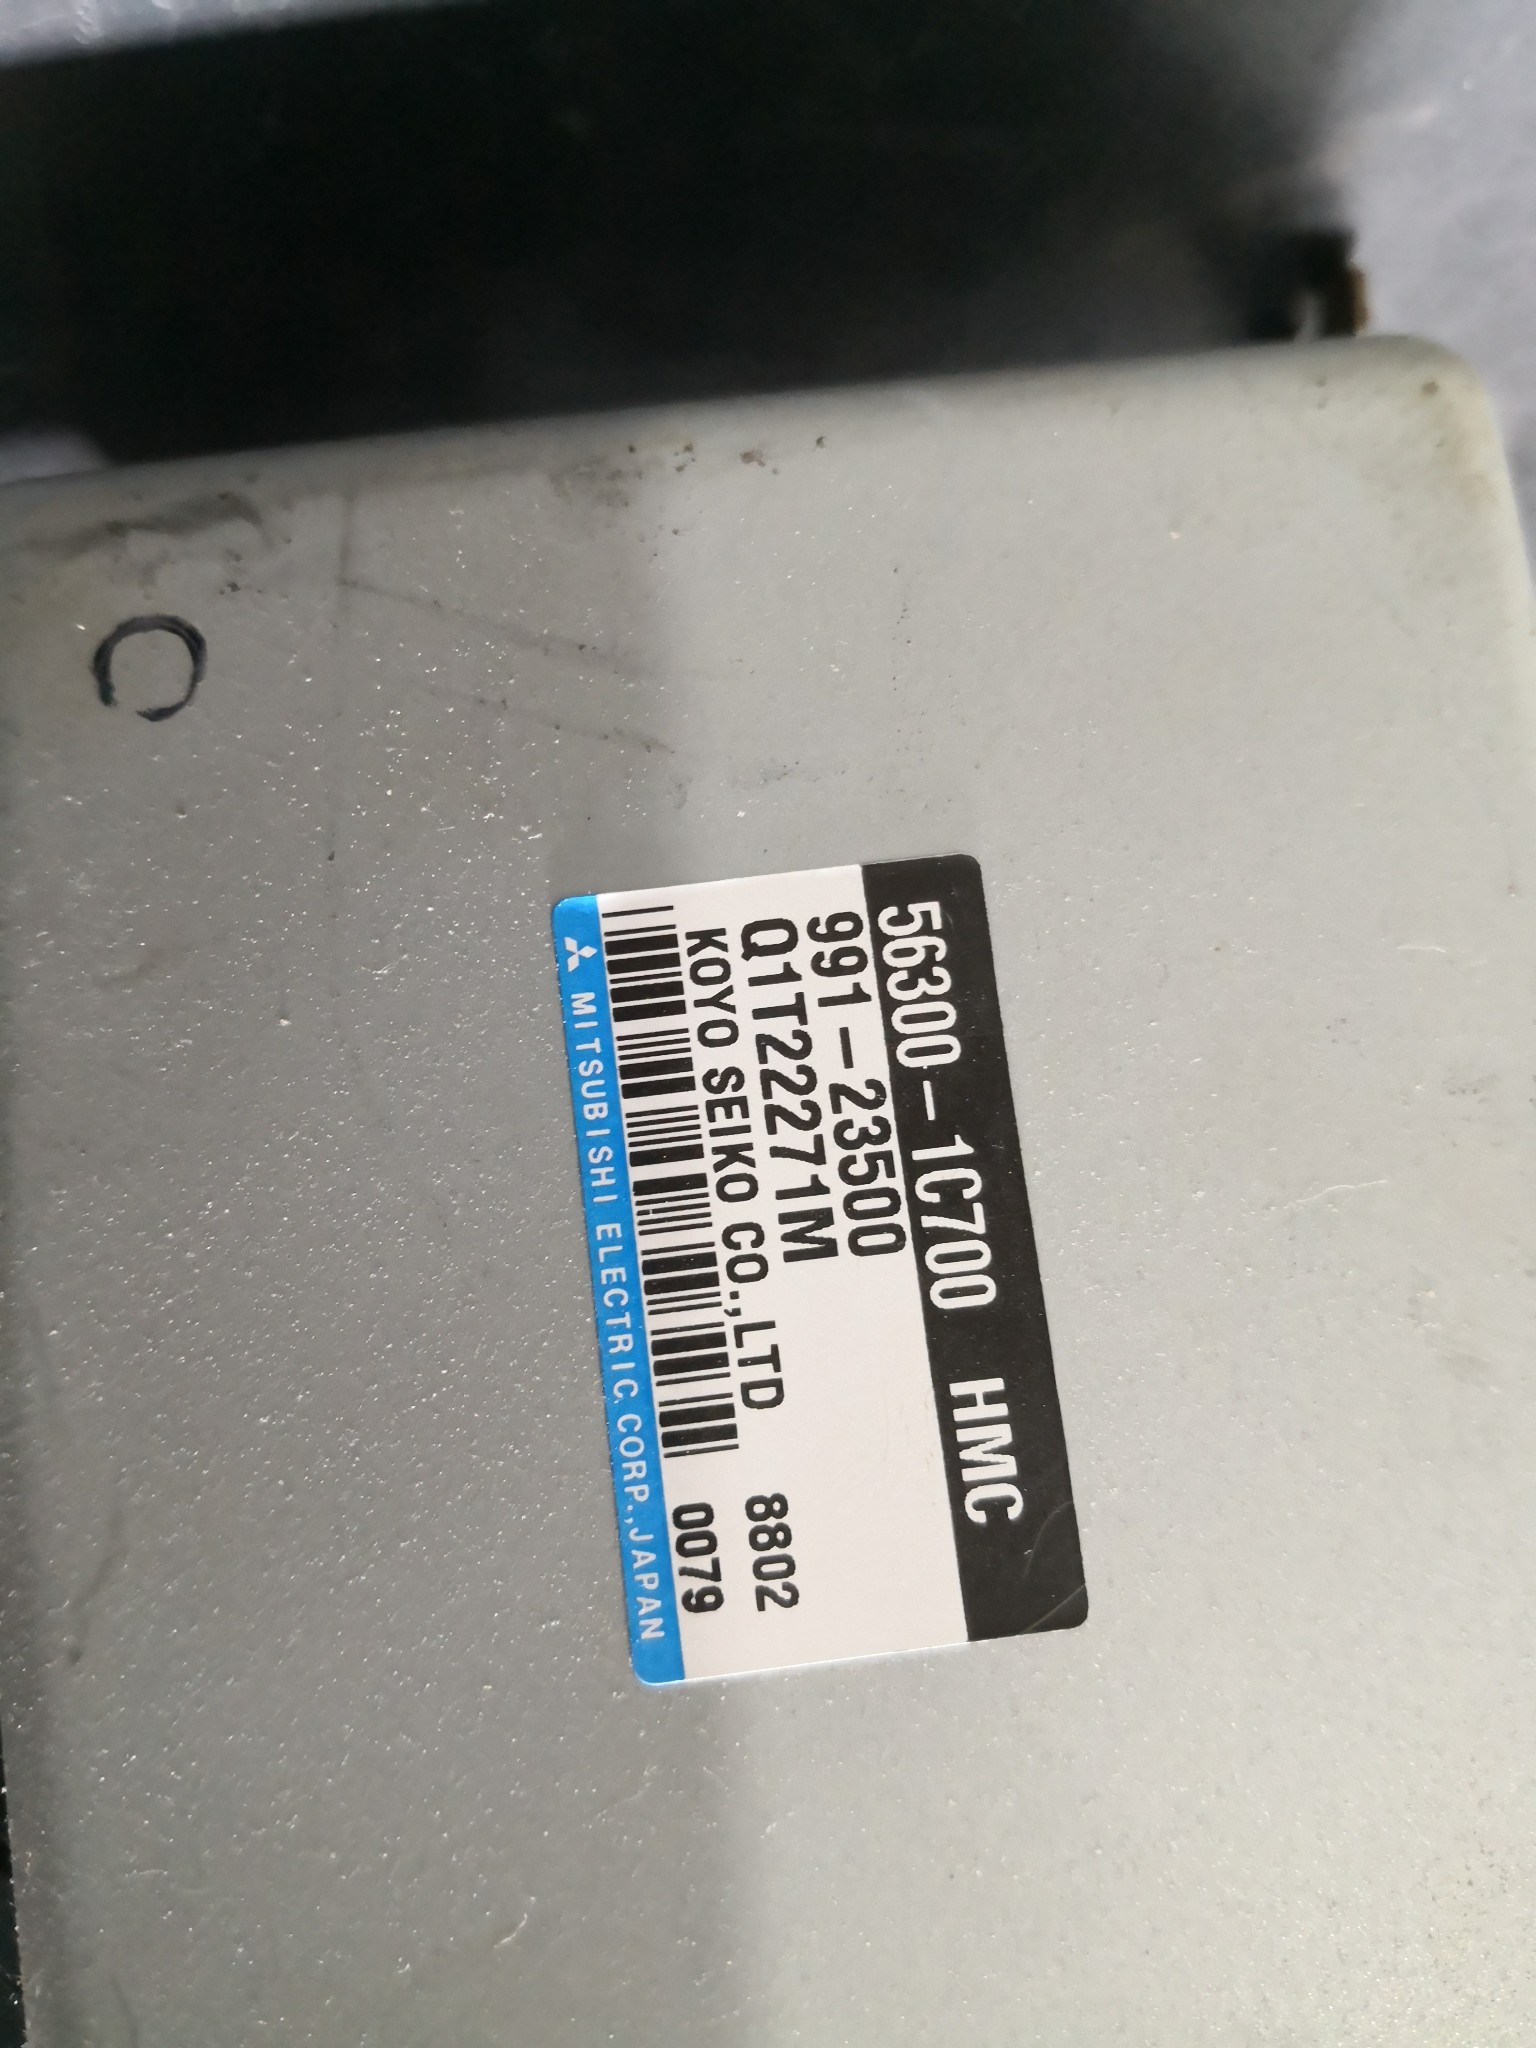 56300-1C700 HMC
991-23500
Q1T22271M
KOYO SEIKO CO.,LTD 8802
0079
MITSUBISHI ELECTRIC CORP.,JAPAN
C